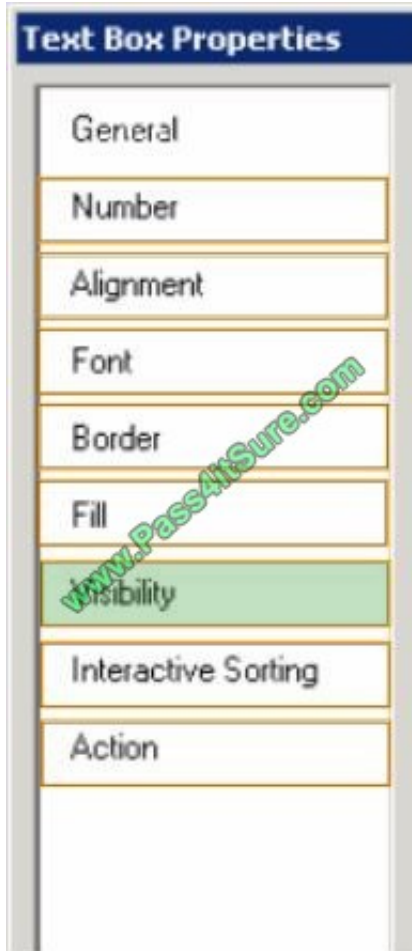 Text Box Properties
General
Number
Alignment
Font
Border
Fill
Visibility
Interactive Sorting
Action
www.Pass4itSure.com